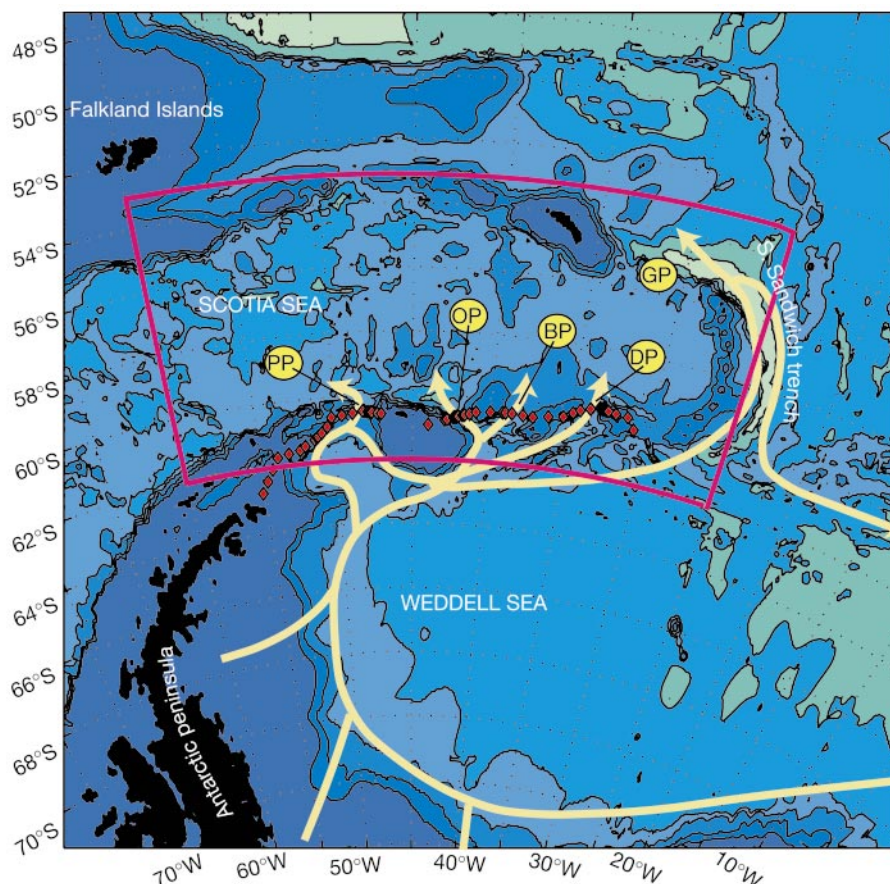 48°S
50°S
52°S
54°S
56°S
58°S
60°S
62°S
64°S
66°S
68°S
70°S
Falkland Islands
SCOTIA SEA
PP
OP
BP
DP
GP
S. Sandwich trench
WEDDELL SEA
Antarctic peninsula
70°W
60°W
50°W
40°W
30°W
20°W
10°W